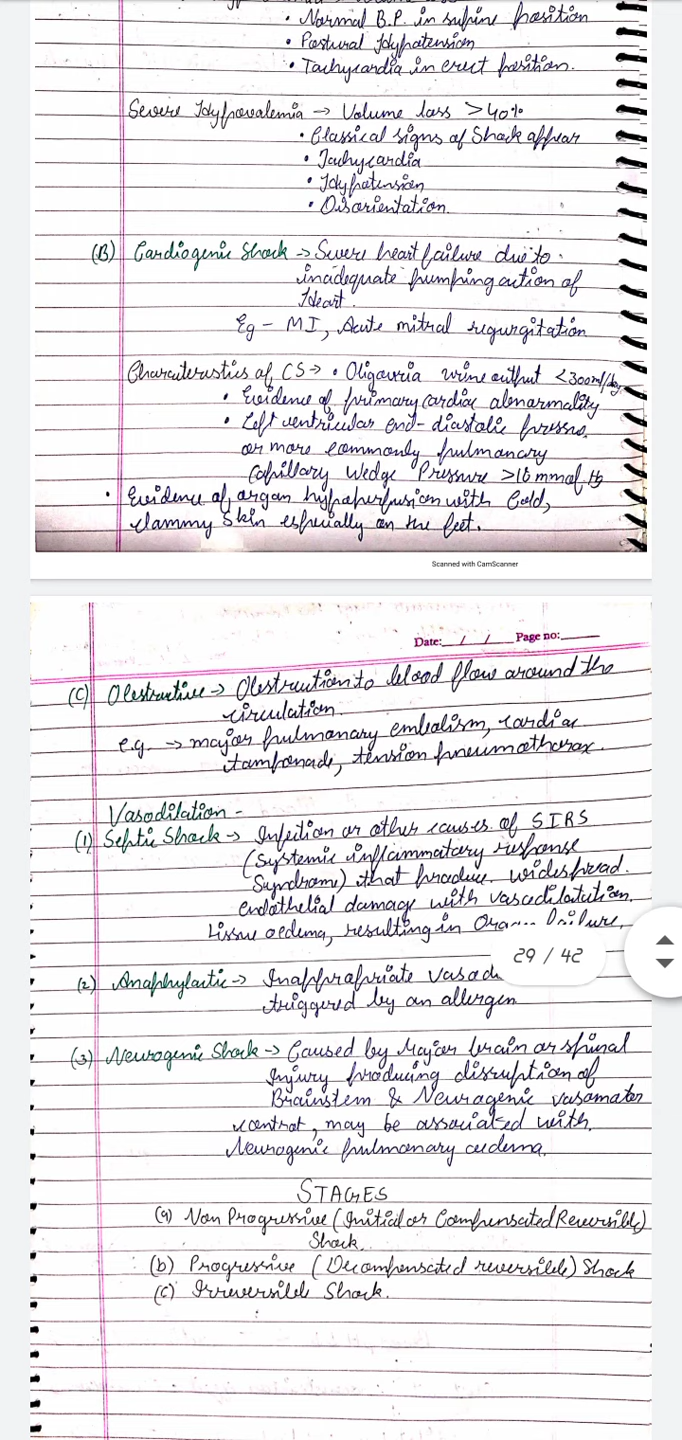 • Normal B.P. in supine position
• Postural Hypotension
• Tachycardia in erect position.
Severe Hypovolemia → Volume loss >40%
• Classical signs of Shock appear
• Tachycardia
• Hypotension
• Disorientation.
(B) Cardiogenic Shock → Severe heart failure due to
inadequate pumping action of
Heart.
Eg - MI, Acute mitral regurgitation
Characteristics of CS → • Oligouria urine output <300ml/day
• Evidence of primary cardiac abnormality
• Left ventricular end-diastolic
or more commonly pulmonary
Capillary Wedge Pressure >18 mm of Hg
• Evidence of organ hypoperfusion with Cold,
clammy skin especially on the feet.
Scanned with CamScanner
Date: / / Page no:
(C) Obstructive → Obstruction to blood flow around the
circulation.
e.g. → major pulmonary embolism, cardiac
tamponade, tension pneumothorax.
Vasodilation -
(1) Septic Shock → Infection or other causes of SIRS
(Systemic inflammatory response
Syndrome) that produce widespread
endothelial damage with vasodilatation,
tissue oedema, resulting in
29 / 42
(2) Anaphylactic → Inappropriate
triggered by an allergen
(3) Neurogenic Shock → Caused by Major brain or spinal
Injury producing disruption of
Brainstem & Neurogenic vasomotor
control, may be associated with
Neurogenic pulmonary oedema.
STAGES
(a) Non Progressive (Initial or Compensated Reversible)
Shock.
(b) Progressive (Decompensated reversible) Shock
(c) Irreversible Shock.